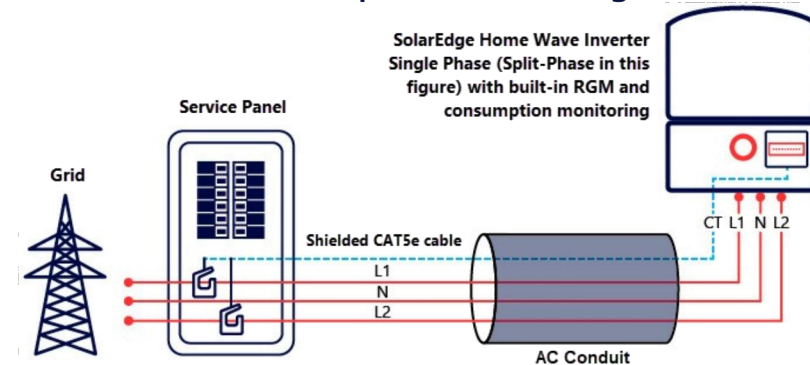 SolarEdge Home Wave Inverter
Single Phase (Split-Phase in this
figure) with built-in RGM and
consumption monitoring
Service Panel
Grid
Shielded CAT5e cable
CT L1 N L2
L1
N
L2
AC Conduit